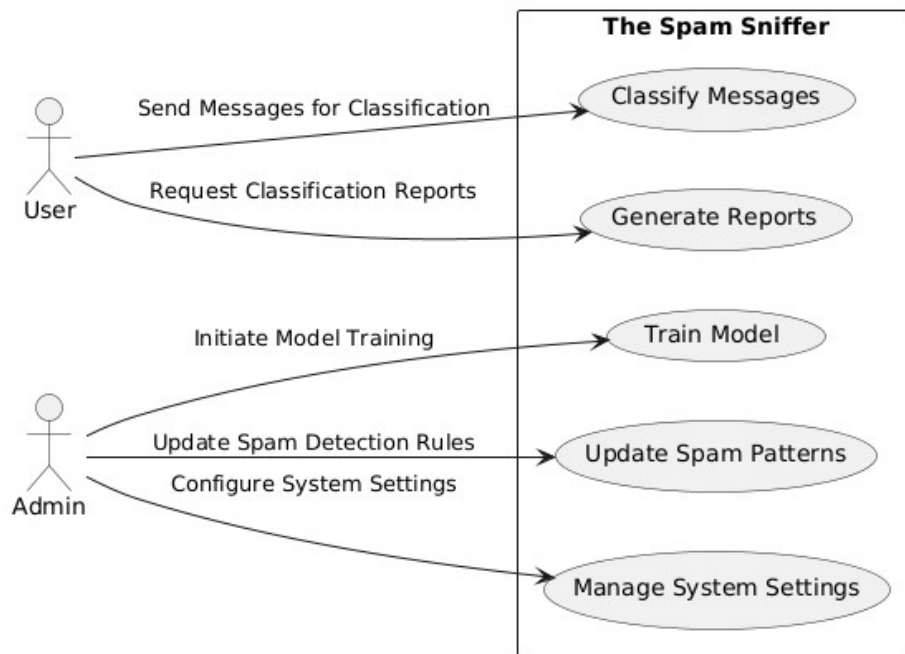 The Spam Sniffer
Send Messages for Classification
Classify Messages
User
Request Classification Reports
Generate Reports
Initiate Model Training
Train Model
Admin
Update Spam Detection Rules
Update Spam Patterns
Configure System Settings
Manage System Settings